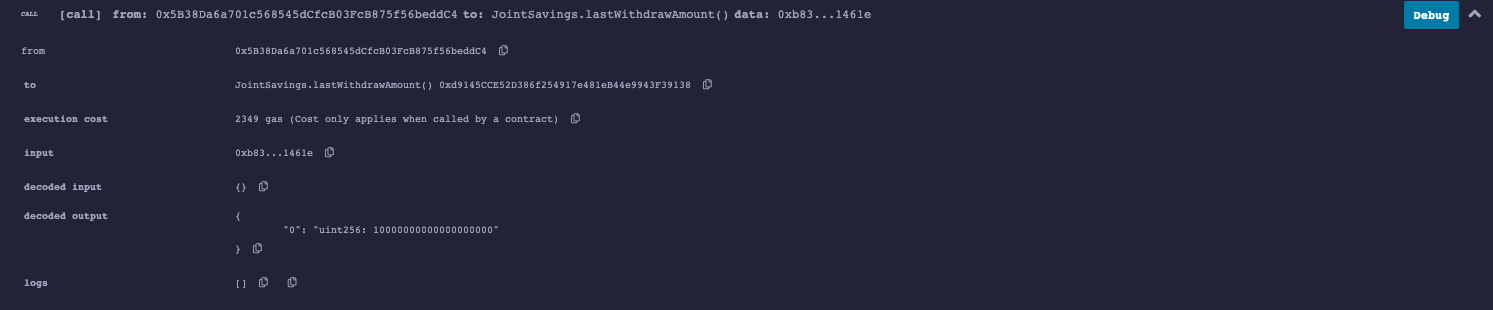 CALL [call] from: 0x5B38Da6a701c568545dCfcB03FcB875f56beddC4 to: JointSavings.lastWithdrawAmount() data: 0xb83...1461e Debug
from 0x5B38Da6a701c568545dCfcB03FcB875f56beddC4
to JointSavings.lastWithdrawAmount() 0xd9145CCE52D386f254917e481eB44e9943F39138
execution cost 2349 gas (Cost only applies when called by a contract)
input 0xb83...1461e
decoded input {}
decoded output {
"0": "uint256: 10000000000000000000"
}
logs []